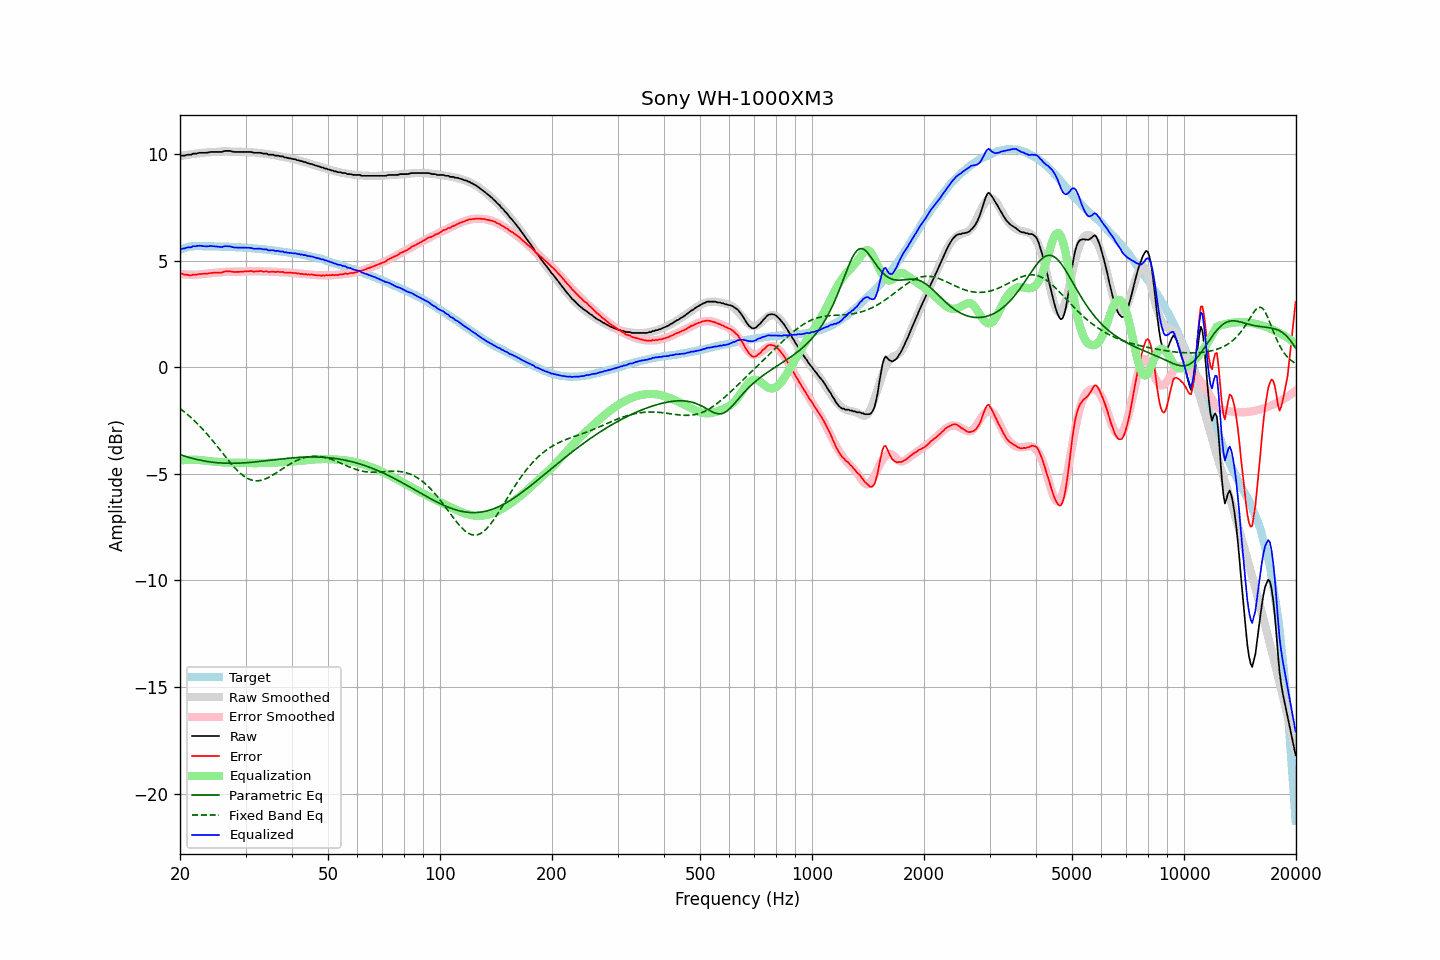 Sony WH-1000XM3
Amplitude (dBr)
10
5
0
−5
−10
−15
−20
Target
Raw Smoothed
Error Smoothed
Raw
Error
Equalization
Parametric Eq
Fixed Band Eq
Equalized
20 50 100 200 500 1000 2000 5000 10000 20000
Frequency (Hz)